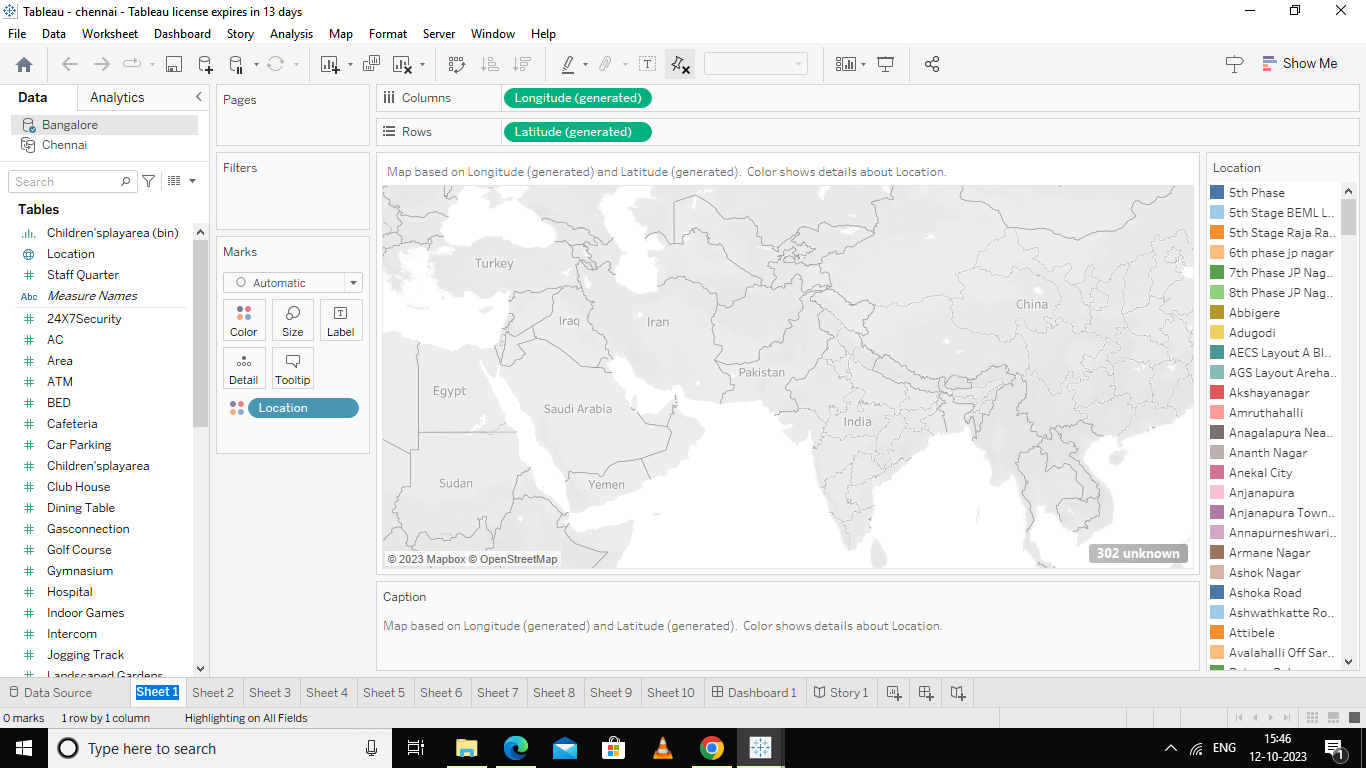 Tableau - chennai - Tableau license expires in 13 days
File Data Worksheet Dashboard Story Analysis Map Format Server Window Help
Show Me
Data Analytics
Bangalore
Chennai
Search
Tables
Children'splayarea (bin)
Location
Staff Quarter
Abc Measure Names
24X7Security
AC
Area
ATM
BED
Cafeteria
Car Parking
Children'splayarea
Club House
Dining Table
Gasconnection
Golf Course
Gymnasium
Hospital
Indoor Games
Intercom
Jogging Track
Landscaped Gardens
Pages
Filters
Marks
Automatic
Color Size Label
Detail Tooltip
Location
Columns Longitude (generated)
Rows Latitude (generated)
Map based on Longitude (generated) and Latitude (generated). Color shows details about Location.
Turkey
China
Iraq
Iran
Pakistan
Egypt
Saudi Arabia
India
Sudan
Yemen
© 2023 Mapbox © OpenStreetMap
302 unknown
Caption
Map based on Longitude (generated) and Latitude (generated). Color shows details about Location.
Location
5th Phase
5th Stage BEML L..
5th Stage Raja Ra..
6th phase jp nagar
7th Phase JP Nag..
8th Phase JP Nag..
Abbigere
Adugodi
AECS Layout A Bl..
AGS Layout Areha..
Akshayanagar
Amruthahalli
Anagalapura Nea..
Ananth Nagar
Anekal City
Anjanapura
Anjanapura Town..
Annapurneshwari..
Armane Nagar
Ashok Nagar
Ashoka Road
Ashwathkatte Ro..
Attibele
Avalahalli Off Sar..
Data Source Sheet 1 Sheet 2 Sheet 3 Sheet 4 Sheet 5 Sheet 6 Sheet 7 Sheet 8 Sheet 9 Sheet 10 Dashboard 1 Story 1
0 marks 1 row by 1 column Highlighting on All Fields
Type here to search
ENG
15:46
12-10-2023
1